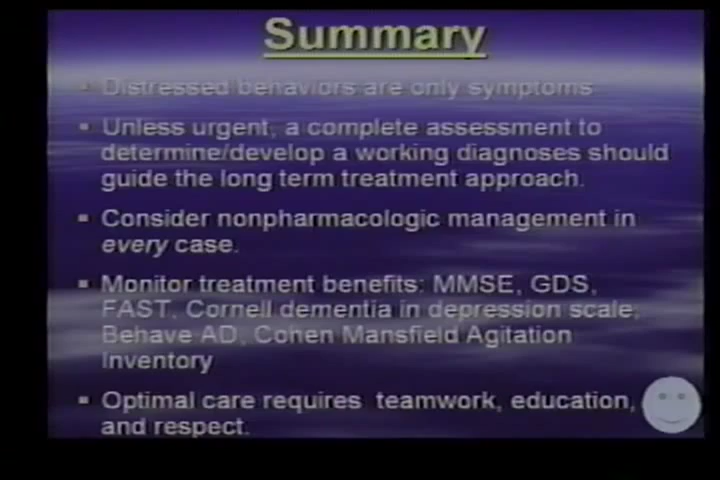 Summary
▪ Distressed behaviors are only symptoms
▪ Unless urgent, a complete assessment to
determine/develop a working diagnoses should
guide the long term treatment approach.
▪ Consider nonpharmacologic management in
every case.
▪ Monitor treatment benefits: MMSE, GDS,
FAST, Cornell dementia in depression scale,
Behave AD, Cohen Mansfield Agitation
Inventory
▪ Optimal care requires teamwork, education,
and respect.